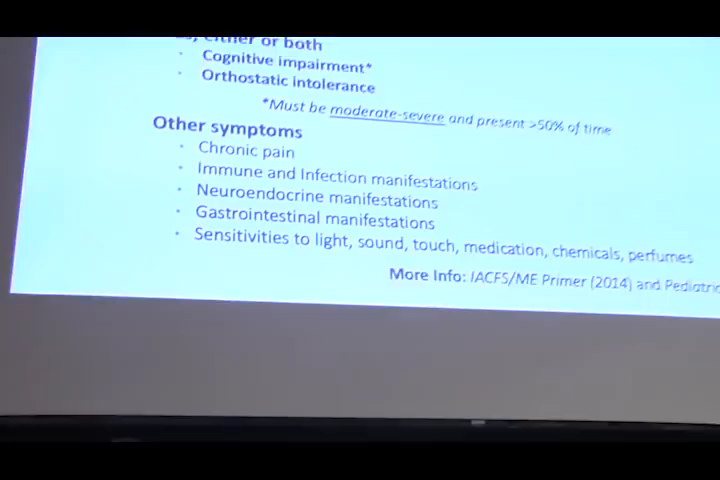 either or both
· Cognitive impairment*
· Orthostatic intolerance
*Must be moderate-severe and present >50% of time
Other symptoms
· Chronic pain
· Immune and Infection manifestations
· Neuroendocrine manifestations
· Gastrointestinal manifestations
· Sensitivities to light, sound, touch, medication, chemicals, perfumes
More Info: IACFS/ME Primer (2014) and Pediatric